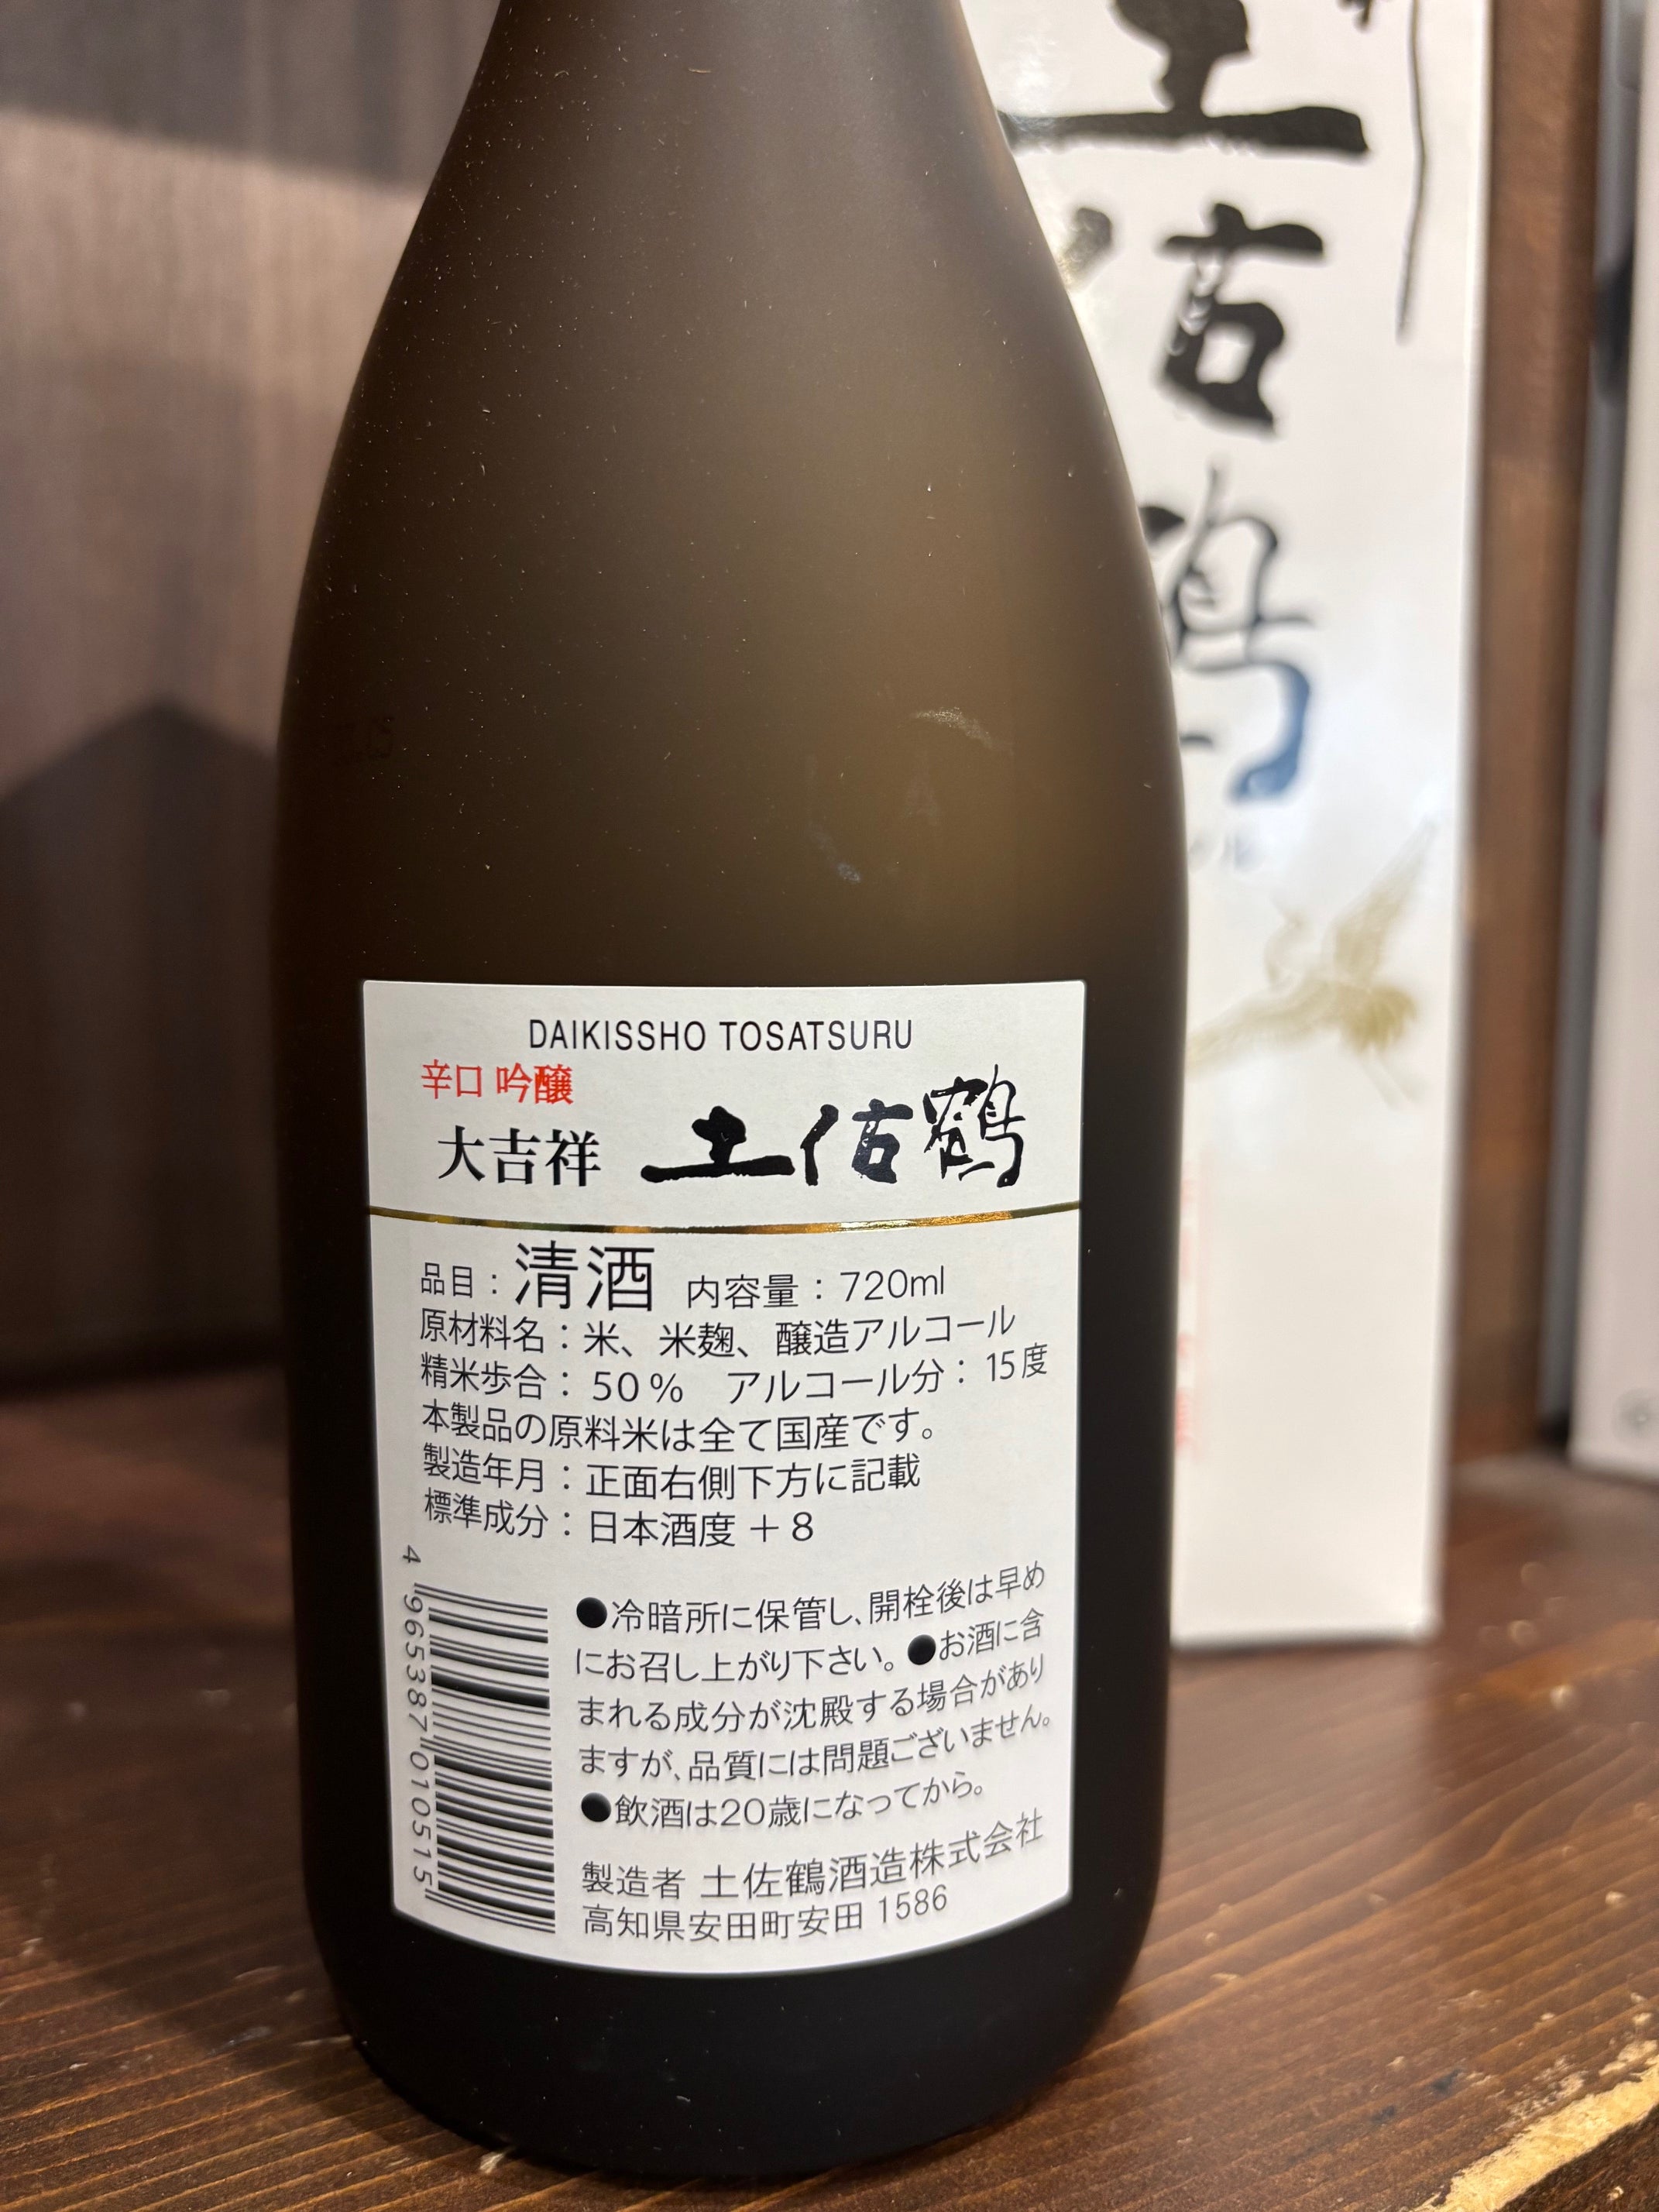 DAIKISSHO TOSATSURU
辛口 吟醸
大吉祥 土佐鶴
品目：清酒 内容量：720ml
原材料名：米、米麹、醸造アルコール
精米歩合：50％ アルコール分：15度
本製品の原料米は全て国産です。
製造年月：正面右側下方に記載
標準成分：日本酒度＋8
●冷暗所に保管し、開栓後は早め
にお召し上がり下さい。●お酒に含
まれる成分が沈殿する場合があり
ますが、品質には問題ございません。
●飲酒は20歳になってから。
製造者 土佐鶴酒造株式会社
高知県安田町安田1586
4 965387 010515
土佐鶴